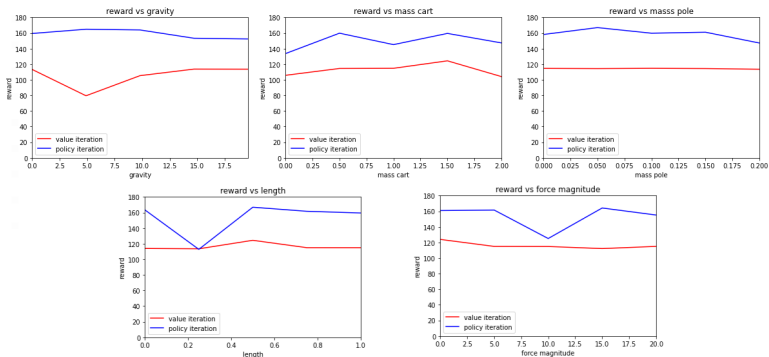 reward vs gravity
180
160
140
120
100
80
60
40
20
0
reward
value iteration
policy iteration
0.0 2.5 5.0 7.5 10.0 12.5 15.0 17.5
gravity
reward vs mass cart
180
160
140
120
100
80
60
40
20
0
reward
value iteration
policy iteration
0.00 0.25 0.50 0.75 1.00 1.25 1.50 1.75 2.00
mass cart
reward vs masss pole
180
160
140
120
100
80
60
40
20
0
reward
value iteration
policy iteration
0.000 0.025 0.050 0.075 0.100 0.125 0.150 0.175 0.200
mass pole
reward vs length
180
160
140
120
100
80
60
40
20
0
reward
value iteration
policy iteration
0.0 0.2 0.4 0.6 0.8 1.0
length
reward vs force magnitude
180
160
140
120
100
80
60
40
20
0
reward
value iteration
policy iteration
0.0 2.5 5.0 7.5 10.0 12.5 15.0 17.5 20.0
force magnitude